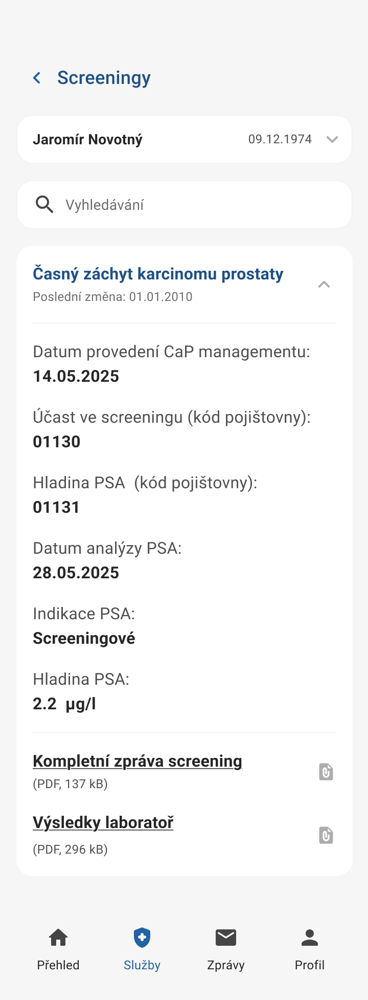 Screeningy
Jaromír Novotný 09.12.1974
Vyhledávání
Časný záchyt karcinomu prostaty
Poslední změna: 01.01.2010
Datum provedení CaP managementu:
14.05.2025
Účast ve screeningu (kód pojištovny):
01130
Hladina PSA  (kód pojištovny):
01131
Datum analýzy PSA:
28.05.2025
Indikace PSA:
Screeningové
Hladina PSA:
2.2  µg/l
Kompletní zpráva screening
(PDF, 137 kB)
Výsledky laboratoř
(PDF, 296 kB)
Přehled Služby Zprávy Profil